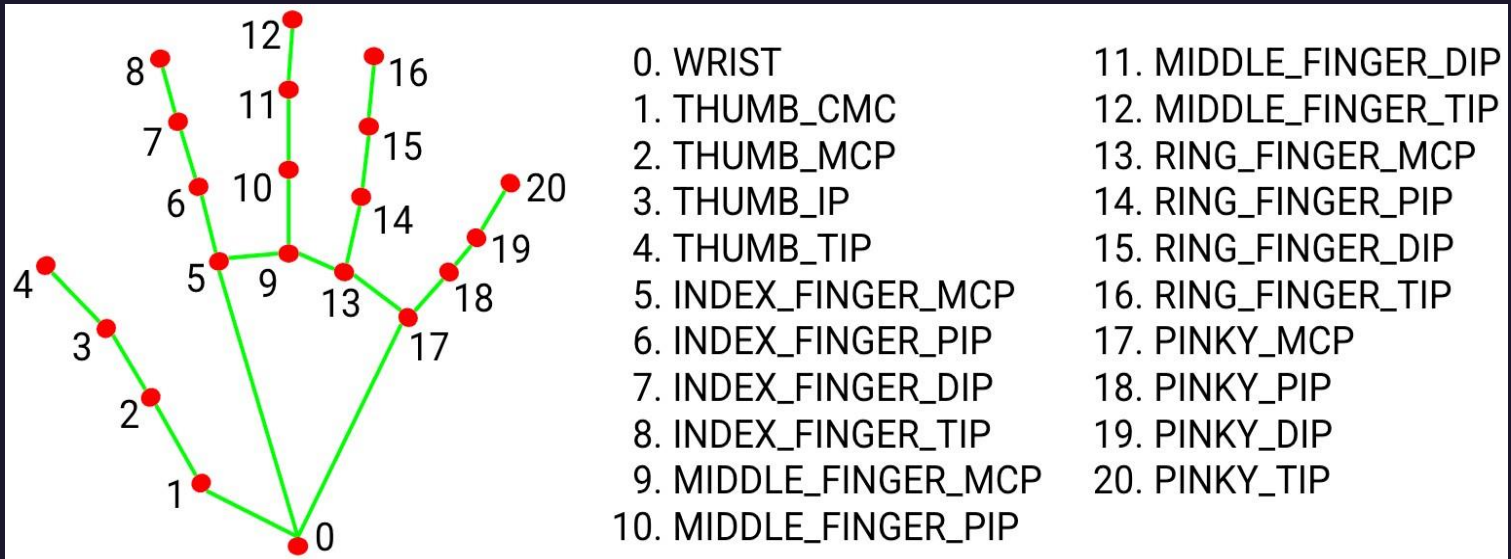 12
8
16
11
7
15
10
20
6
14
19
4
5
9
13
18
3
17
2
1
0
0. WRIST
1. THUMB_CMC
2. THUMB_MCP
3. THUMB_IP
4. THUMB_TIP
5. INDEX_FINGER_MCP
6. INDEX_FINGER_PIP
7. INDEX_FINGER_DIP
8. INDEX_FINGER_TIP
9. MIDDLE_FINGER_MCP
10. MIDDLE_FINGER_PIP
11. MIDDLE_FINGER_DIP
12. MIDDLE_FINGER_TIP
13. RING_FINGER_MCP
14. RING_FINGER_PIP
15. RING_FINGER_DIP
16. RING_FINGER_TIP
17. PINKY_MCP
18. PINKY_PIP
19. PINKY_DIP
20. PINKY_TIP